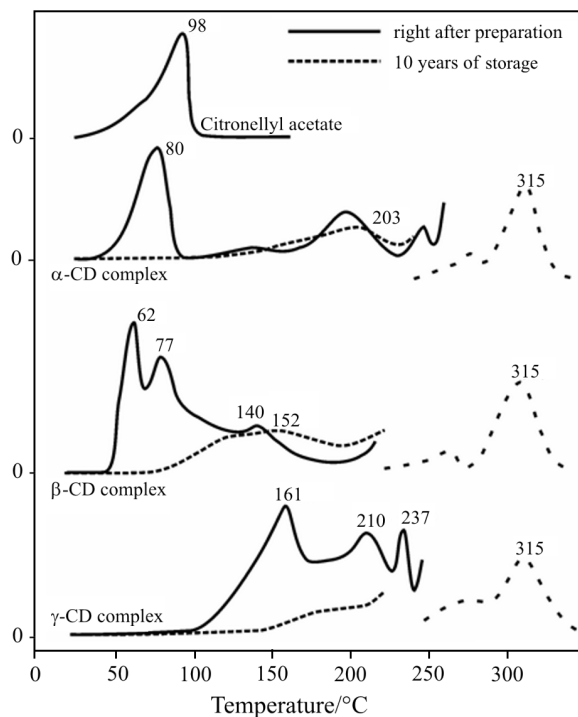 98
right after preparation
10 years of storage
0
Citronellyl acetate
80
315
203
0
α-CD complex
62
77
315
140
152
0
β-CD complex
161
210
237
315
γ-CD complex
0
0 50 100 150 200 250 300
Temperature/°C